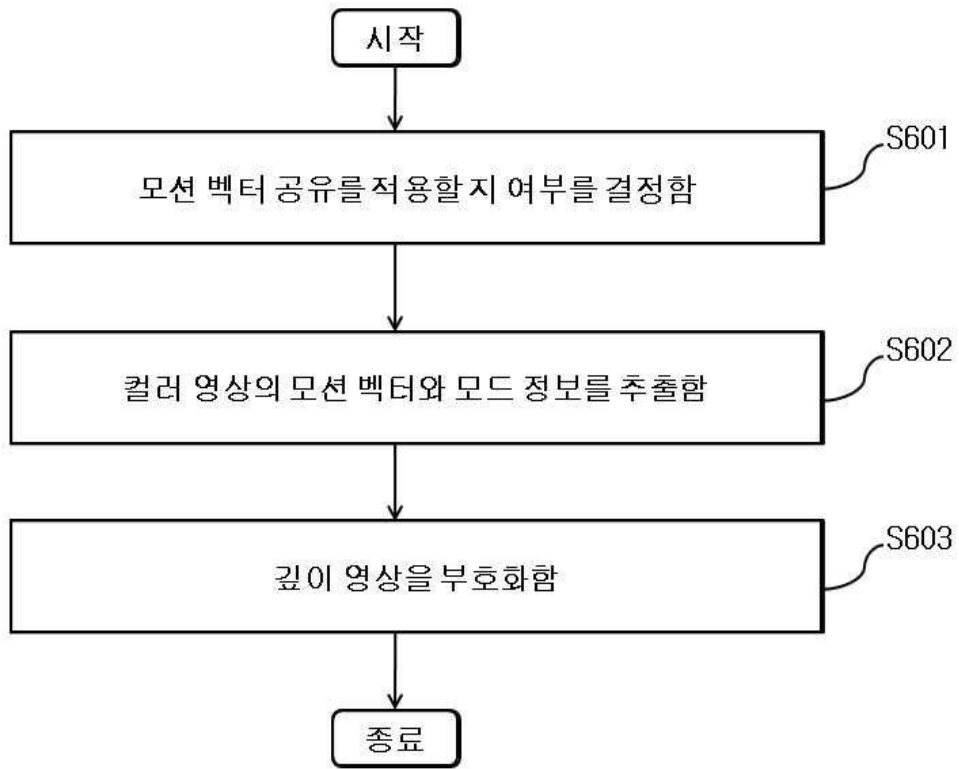 시작
S601
모션 벡터 공유를 적용할 지 여부를 결정함
S602
컬러 영상의 모션 벡터와 모드 정보를 추출함
S603
깊이 영상을 부호화함
종료